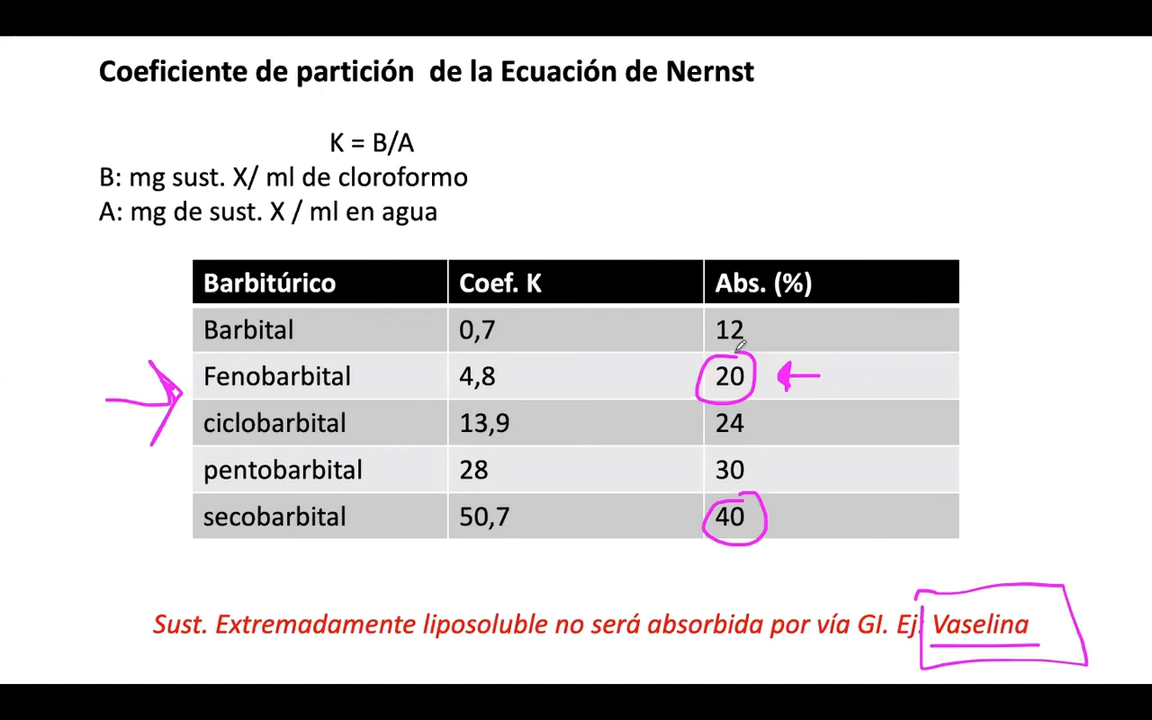 Coeficiente de partición de la Ecuación de Nernst
K = B/A
B: mg sust. X/ ml de cloroformo
A: mg de sust. X / ml en agua
Barbitúrico Coef. K Abs. (%)
Barbital 0,7 12
Fenobarbital 4,8 20
ciclobarbital 13,9 24
pentobarbital 28 30
secobarbital 50,7 40
Sust. Extremadamente liposoluble no será absorbida por vía GI. Ej. Vaselina